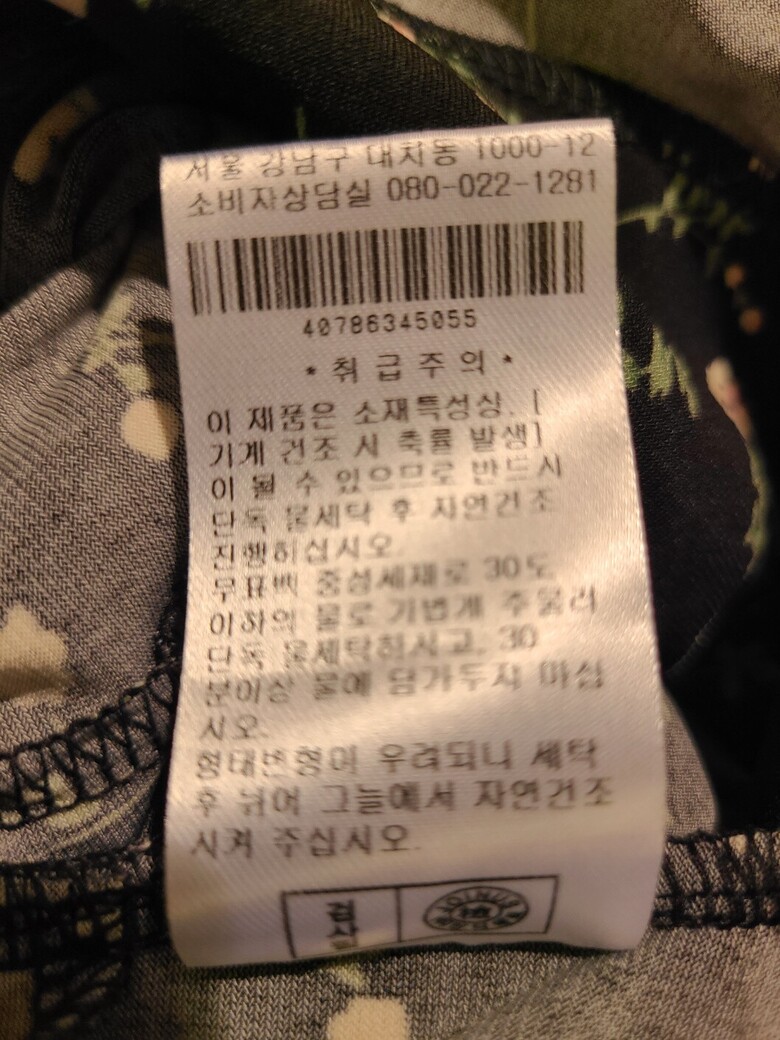 서울 강남구 대치동 1000-12
소비자상담실 080-022-1281
40786345055
*취급주의*
이 제품은 소재특성상, [
기계 건조 시 축률 발생]
이 될 수 있으므로 반드시
단독 물세탁 후 자연건조
진행하십시오.
무표백 중성세제로 30도
이하의 물로 가볍게 주물러
단독 물세탁하시고, 30
분이상 물에 담가두지 마십
시오.
형태변형이 우려되니 세탁
후 뉘어 그늘에서 자연건조
시켜 주십시오.
검사